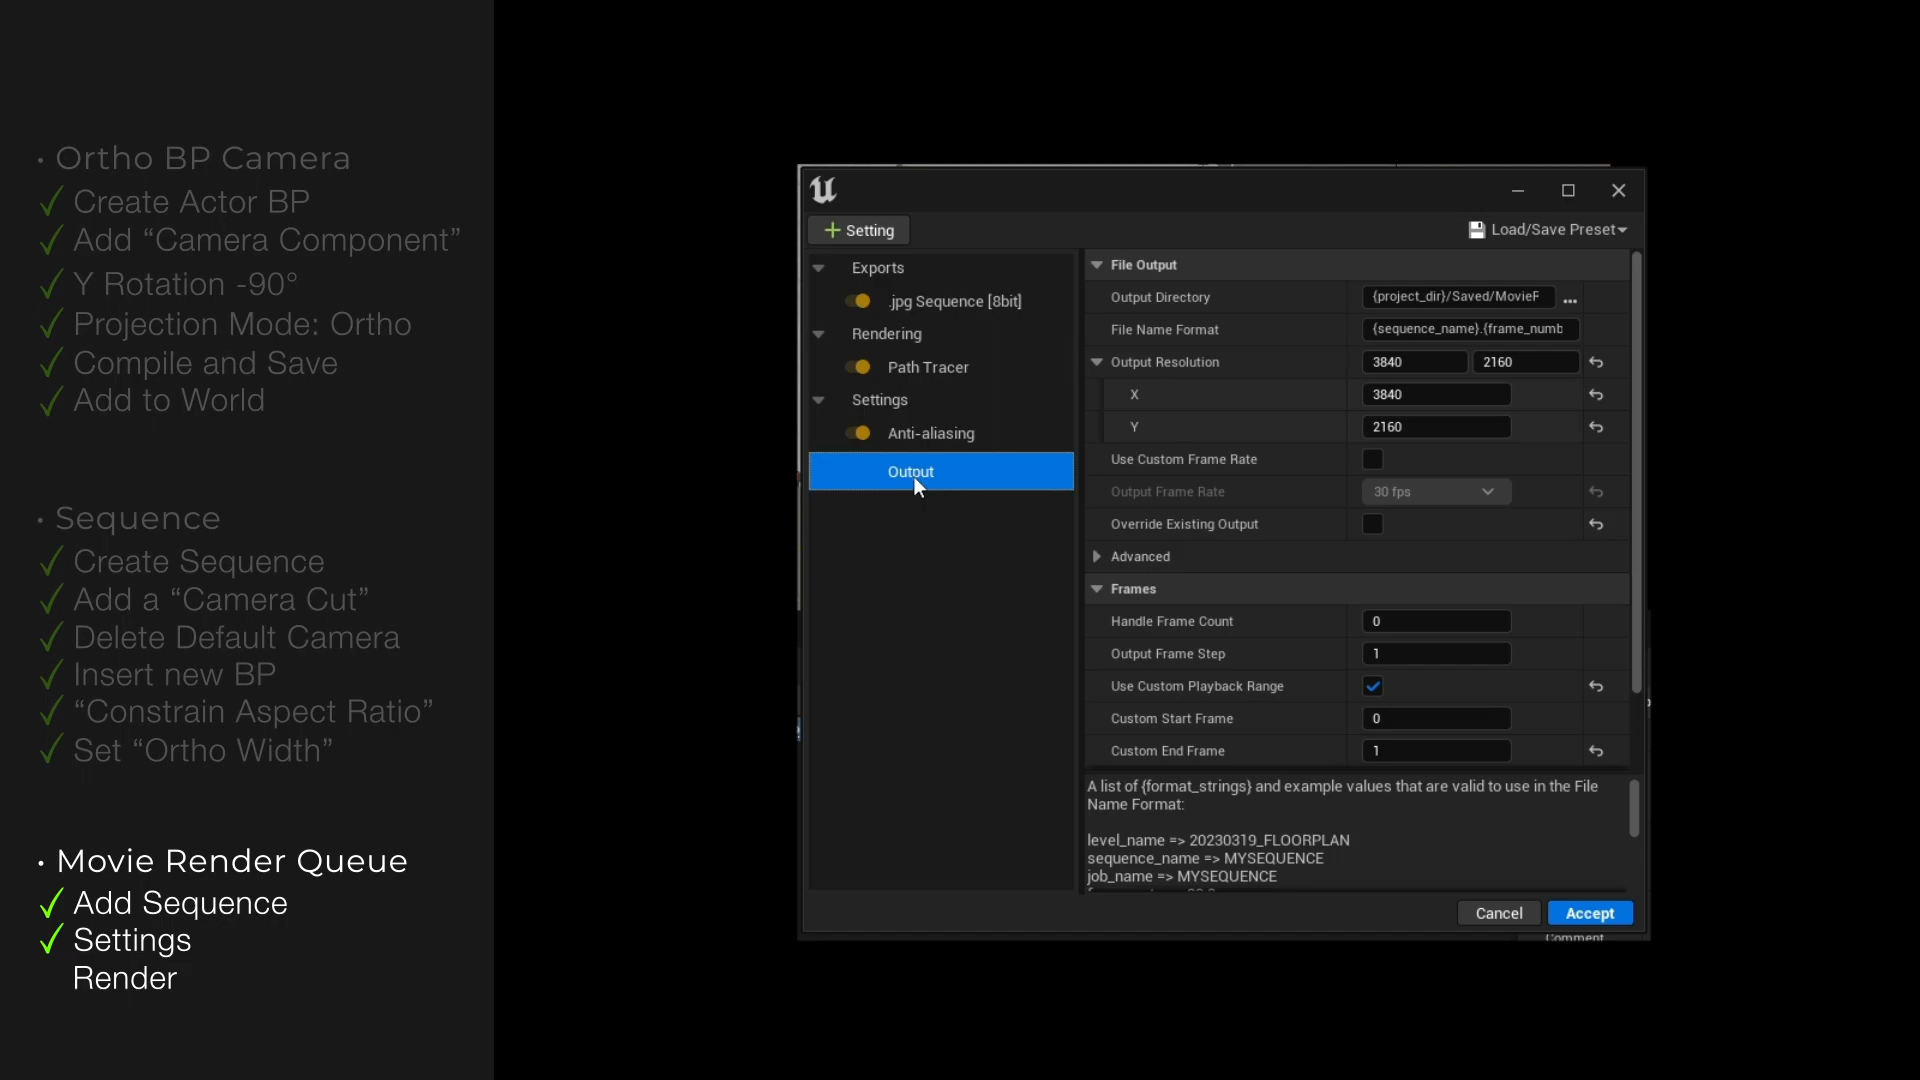 · Ortho BP Camera
✓ Create Actor BP
✓ Add “Camera Component”
✓ Y Rotation -90°
✓ Projection Mode: Ortho
✓ Compile and Save
✓ Add to World
· Sequence
✓ Create Sequence
✓ Add a “Camera Cut”
✓ Delete Default Camera
✓ Insert new BP
✓ “Constrain Aspect Ratio”
✓ Set “Ortho Width”
· Movie Render Queue
✓ Add Sequence
✓ Settings
Render
+ Setting
Load/Save Preset
Exports
.jpg Sequence [8bit]
Rendering
Path Tracer
Settings
Anti-aliasing
Output
File Output
Output Directory {project_dir}/Saved/MovieF ...
File Name Format {sequence_name}.{frame_numb
Output Resolution 3840 2160
X 3840
Y 2160
Use Custom Frame Rate
Output Frame Rate 30 fps
Override Existing Output
Advanced
Frames
Handle Frame Count 0
Output Frame Step 1
Use Custom Playback Range
Custom Start Frame 0
Custom End Frame 1
A list of {format_strings} and example values that are valid to use in the File
Name Format:
level_name => 20230319_FLOORPLAN
sequence_name => MYSEQUENCE
job_name => MYSEQUENCE
Cancel Accept
Comment